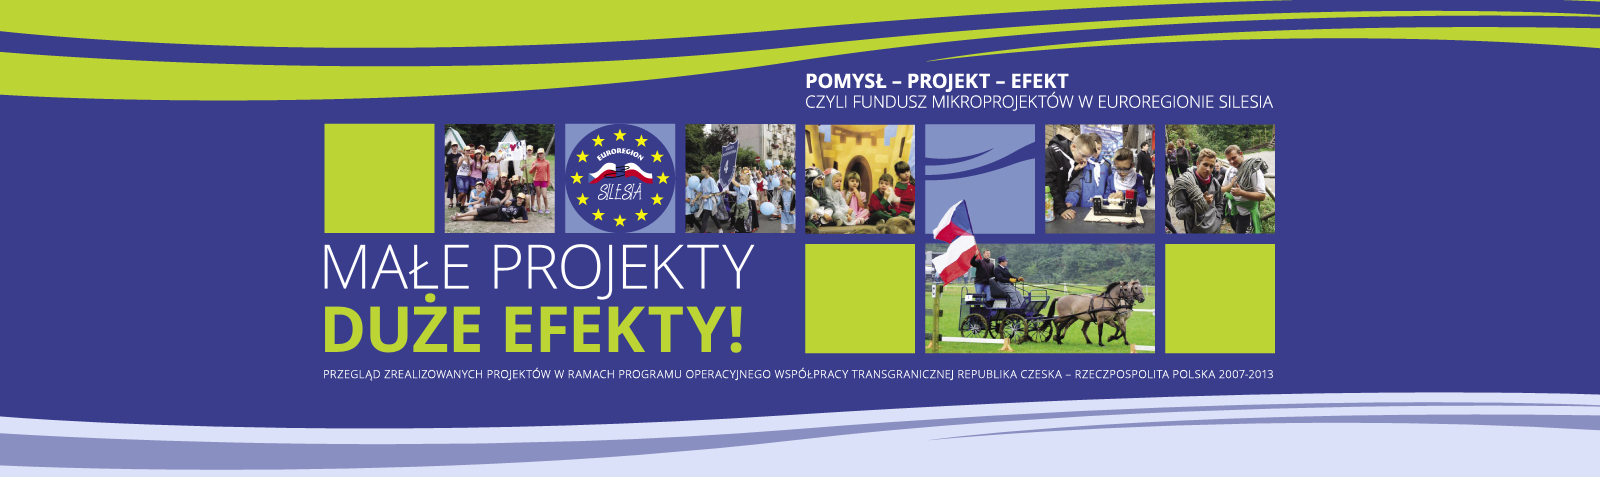 POMYSŁ – PROJEKT – EFEKT
CZYLI FUNDUSZ MIKROPROJEKTÓW W EUROREGIONIE SILESIA
EUROREGION
SILESIA
MAŁE PROJEKTY
DUŻE EFEKTY!
PRZEGLĄD ZREALIZOWANYCH PROJEKTÓW W RAMACH PROGRAMU OPERACYJNEGO WSPÓŁPRACY TRANSGRANICZNEJ REPUBLIKA CZESKA – RZECZPOSPOLITA POLSKA 2007-2013